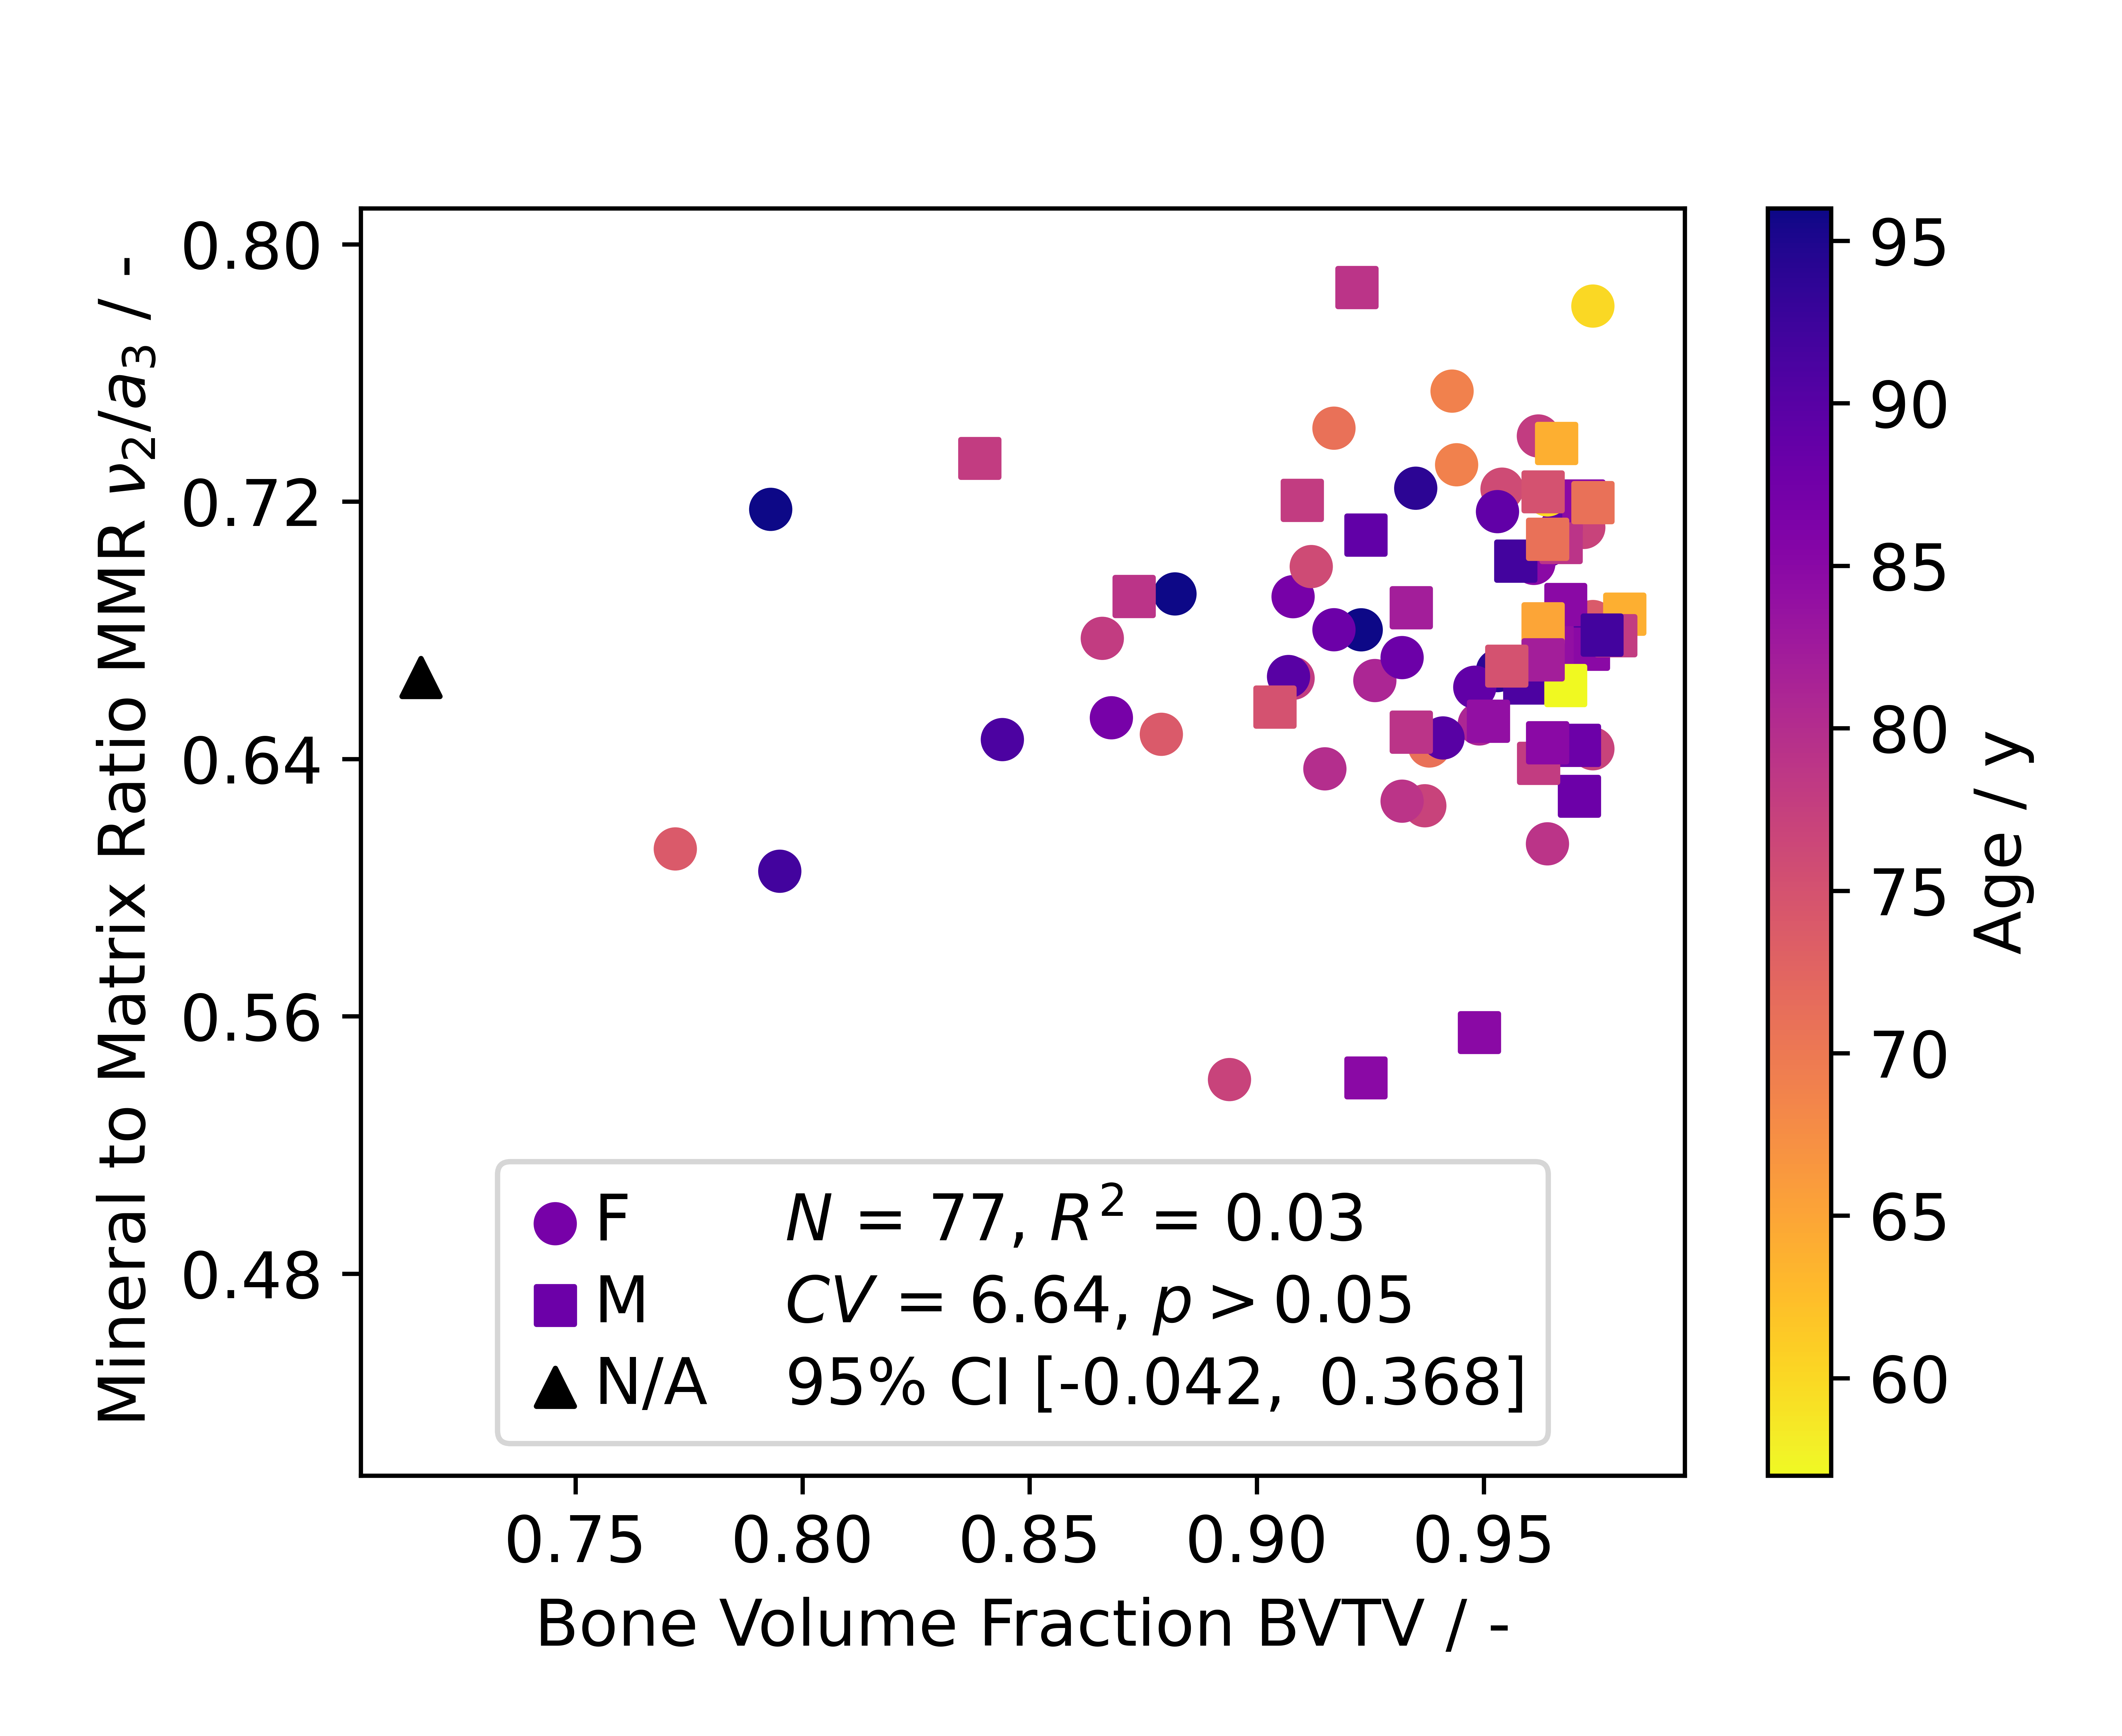 Mineral to Matrix Ratio MMR ν₂/a₃ / -
0.80
0.72
0.64
0.56
0.48
0.75 0.80 0.85 0.90 0.95
Bone Volume Fraction BVTV / -
F N = 77, R² = 0.03
M CV = 6.64, p > 0.05
N/A 95% CI [-0.042, 0.368]
95
90
85
80
75
70
65
60
Age / y